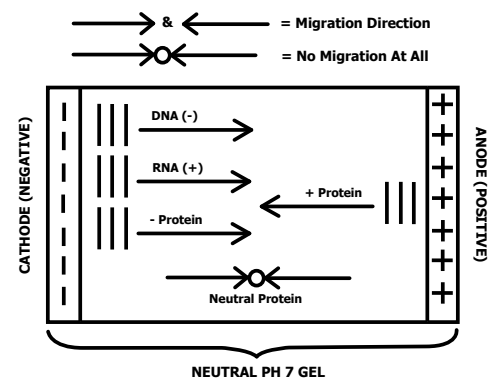 & = Migration Direction
= No Migration At All
CATHODE (NEGATIVE)
DNA (-)
RNA (+)
+ Protein
- Protein
Neutral Protein
ANODE (POSITIVE)
NEUTRAL PH 7 GEL